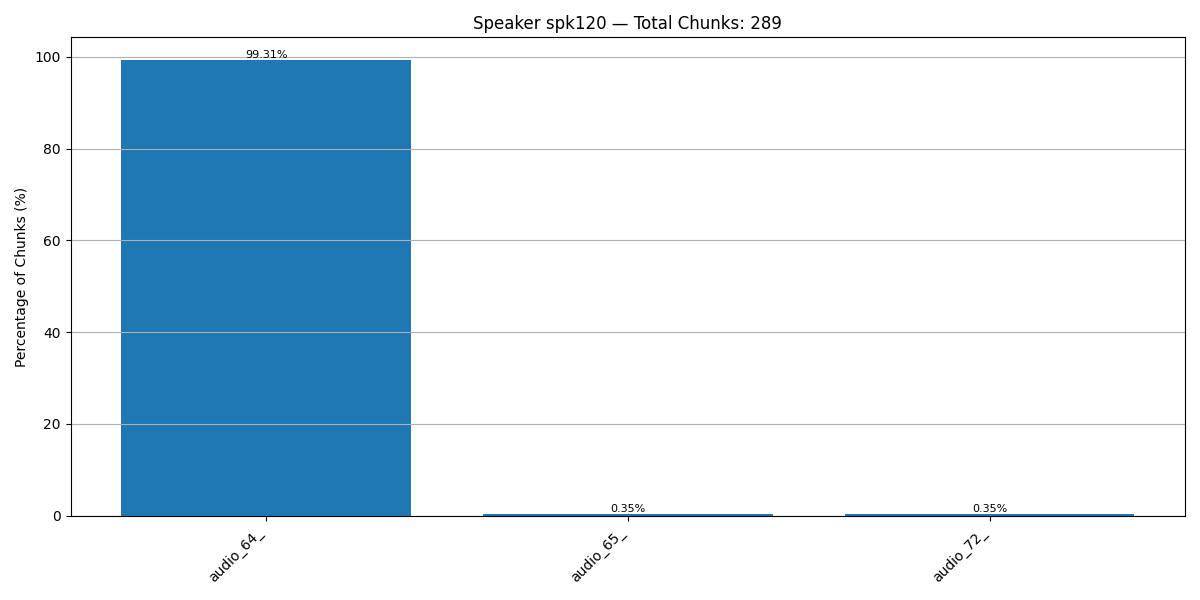 Speaker spk120 — Total Chunks: 289
Percentage of Chunks (%)
100
80
60
40
20
0
99.31%
0.35%
0.35%
audio_64_
audio_65_
audio_72_